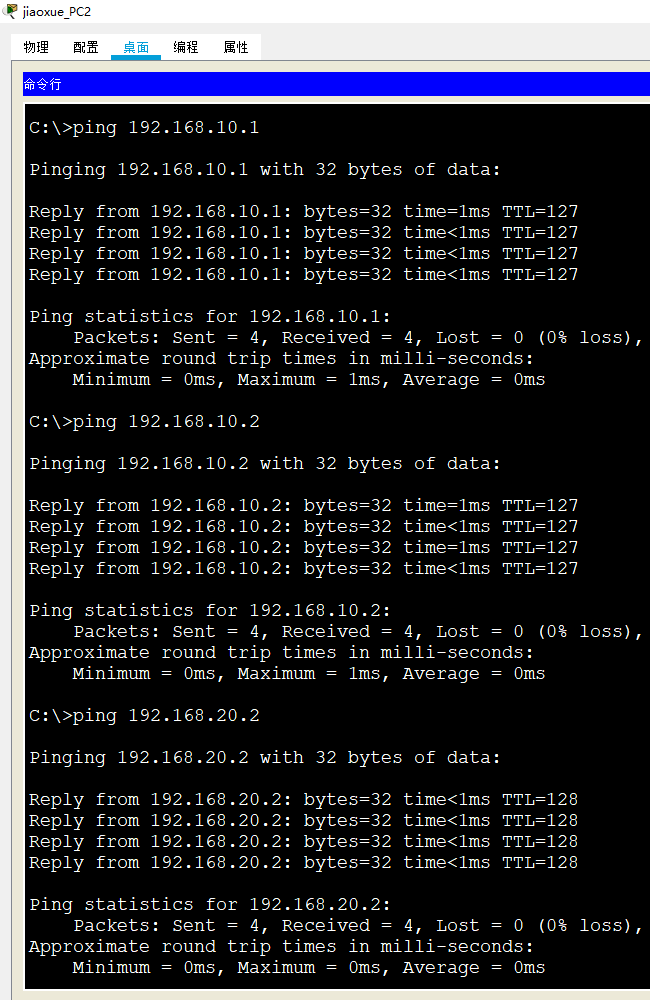 jiaoxue_PC2
物理 配置 桌面 编程 属性
命令行
C:\>ping 192.168.10.1
Pinging 192.168.10.1 with 32 bytes of data:
Reply from 192.168.10.1: bytes=32 time=1ms TTL=127
Reply from 192.168.10.1: bytes=32 time<1ms TTL=127
Reply from 192.168.10.1: bytes=32 time<1ms TTL=127
Reply from 192.168.10.1: bytes=32 time<1ms TTL=127
Ping statistics for 192.168.10.1:
    Packets: Sent = 4, Received = 4, Lost = 0 (0% loss),
Approximate round trip times in milli-seconds:
    Minimum = 0ms, Maximum = 1ms, Average = 0ms
C:\>ping 192.168.10.2
Pinging 192.168.10.2 with 32 bytes of data:
Reply from 192.168.10.2: bytes=32 time=1ms TTL=127
Reply from 192.168.10.2: bytes=32 time<1ms TTL=127
Reply from 192.168.10.2: bytes=32 time=1ms TTL=127
Reply from 192.168.10.2: bytes=32 time<1ms TTL=127
Ping statistics for 192.168.10.2:
    Packets: Sent = 4, Received = 4, Lost = 0 (0% loss),
Approximate round trip times in milli-seconds:
    Minimum = 0ms, Maximum = 1ms, Average = 0ms
C:\>ping 192.168.20.2
Pinging 192.168.20.2 with 32 bytes of data:
Reply from 192.168.20.2: bytes=32 time<1ms TTL=128
Reply from 192.168.20.2: bytes=32 time<1ms TTL=128
Reply from 192.168.20.2: bytes=32 time<1ms TTL=128
Reply from 192.168.20.2: bytes=32 time<1ms TTL=128
Ping statistics for 192.168.20.2:
    Packets: Sent = 4, Received = 4, Lost = 0 (0% loss),
Approximate round trip times in milli-seconds:
    Minimum = 0ms, Maximum = 0ms, Average = 0ms